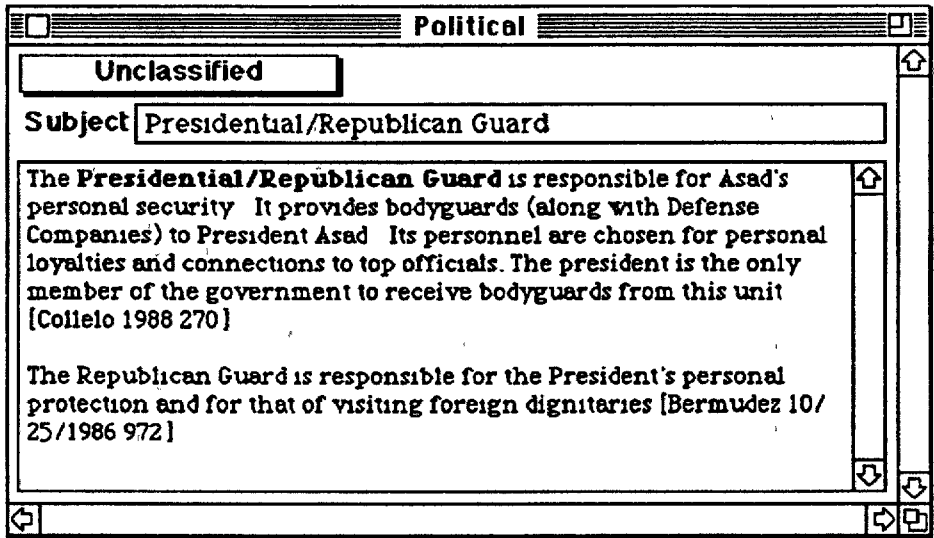 Political
Unclassified
Subject Presidential/Republican Guard
The Presidential/Republican Guard is responsible for Asad's
personal security It provides bodyguards (along with Defense
Companies) to President Asad Its personnel are chosen for personal
loyalties and connections to top officials. The president is the only
member of the government to receive bodyguards from this unit
[Collelo 1988 270]
The Republican Guard is responsible for the President's personal
protection and for that of visiting foreign dignitaries [Bermudez 10/
25/1986 972]